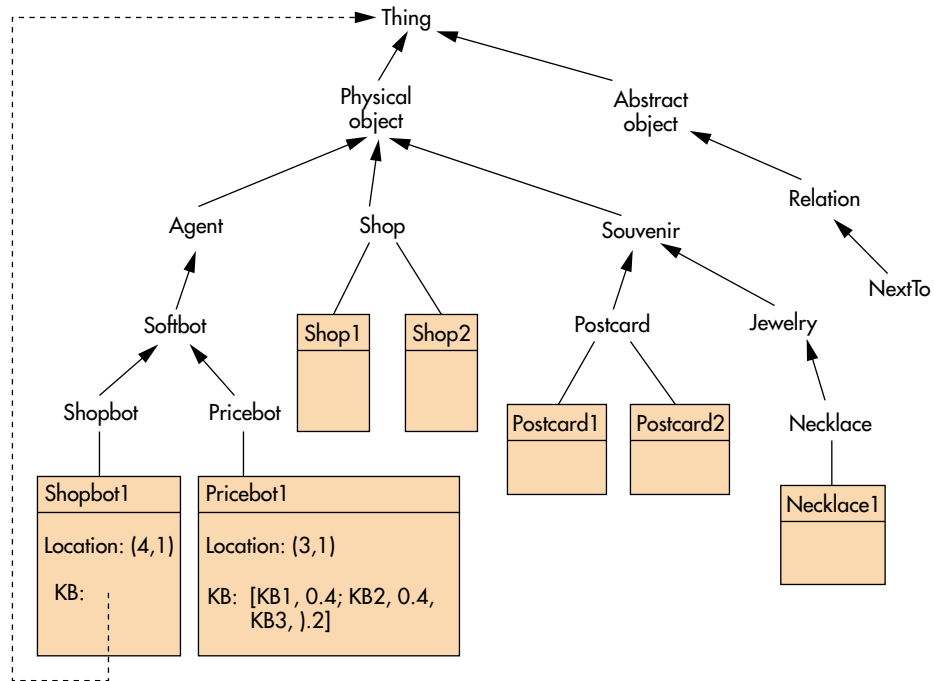 Thing
Physical
object
Abstract
object
Relation
NextTo
Agent
Shop
Souvenir
Softbot
Shop1
Shop2
Postcard
Jewelry
Shopbot
Pricebot
Postcard1
Postcard2
Necklace
Shopbot1
Pricebot1
Necklace1
Location: (4,1)
Location: (3,1)
KB:
KB: [KB1, 0.4; KB2, 0.4,
KB3, ).2]